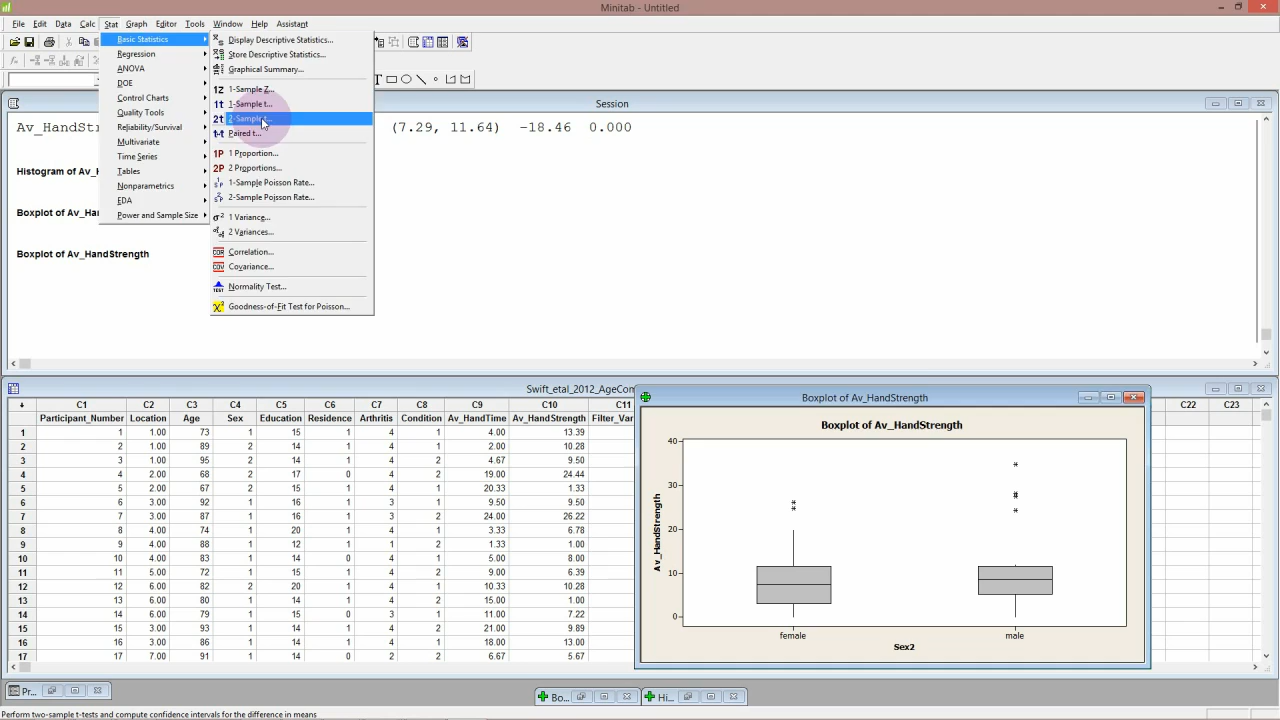 Minitab - Untitled
File Edit Data Calc Stat Graph Editor Tools Window Help Assistant
Basic Statistics
Regression
ANOVA
DOE
Control Charts
Quality Tools
Reliability/Survival
Multivariate
Time Series
Tables
Nonparametrics
EDA
Power and Sample Size
Display Descriptive Statistics...
Store Descriptive Statistics...
Graphical Summary...
1Z 1-Sample Z...
1t 1-Sample t...
2t 2-Sample t...
t-t Paired t...
1P 1 Proportion...
2P 2 Proportions...
1-Sample Poisson Rate...
2-Sample Poisson Rate...
σ² 1 Variance...
2 Variances...
COR Correlation...
COV Covariance...
TEST Normality Test...
χ² Goodness-of-Fit Test for Poisson...
Session
Av_HandStr (7.29, 11.64) -18.46 0.000
Histogram of Av_H
Boxplot of Av_Han
Boxplot of Av_HandStrength
Swift_etal_2012_AgeCom
C1 C2 C3 C4 C5 C6 C7 C8 C9 C10 C11 C22 C23
Participant_Number Location Age Sex Education Residence Arthritis Condition Av_HandTime Av_HandStrength Filter_Var
1 1 1.00 73 1 15 1 4 1 4.00 13.39
2 2 1.00 89 2 14 1 4 1 2.00 10.28
3 3 1.00 95 2 14 1 4 2 4.67 9.50
4 4 2.00 68 2 17 0 4 2 19.00 24.44
5 5 2.00 67 2 15 1 4 2 20.33 1.33
6 6 3.00 92 1 16 1 3 1 9.50 9.50
7 7 3.00 87 1 16 1 3 2 24.00 26.22
8 8 4.00 74 1 20 1 4 1 3.33 6.78
9 9 4.00 88 1 12 1 1 1 1.33 1.00
10 10 4.00 83 1 14 0 4 1 5.00 8.00
11 11 5.00 72 1 15 1 4 1 9.00 6.39
12 12 6.00 82 2 20 1 4 1 10.33 10.28
13 13 6.00 80 1 14 1 4 2 15.00 1.00
14 14 6.00 79 1 15 0 3 1 11.00 7.22
15 15 3.00 93 1 14 1 4 2 21.00 9.89
16 16 3.00 86 1 14 1 4 2 18.00 13.00
17 17 7.00 91 1 14 0 2 2 6.67 5.67
Boxplot of Av_HandStrength
Boxplot of Av_HandStrength
40
30
20
10
0
Av_HandStrength
female male
Sex2
Pr...
Bo...
Hi...
Perform two-sample t-tests and compute confidence intervals for the difference in means